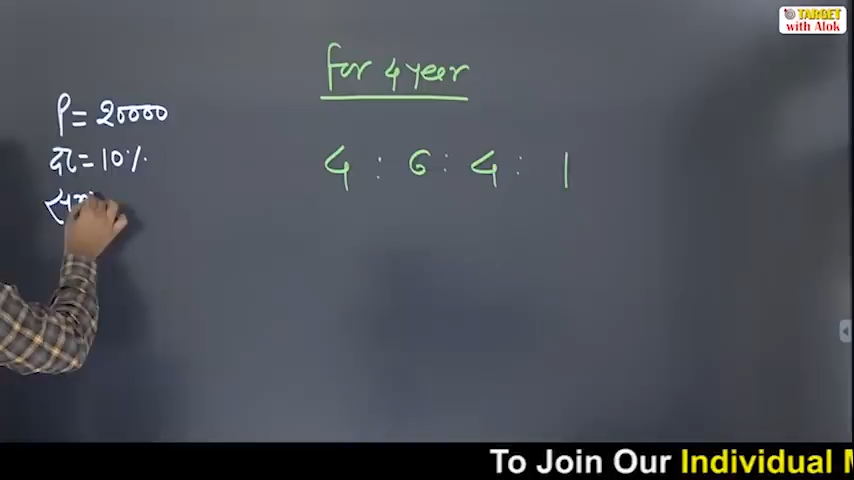 TARGET
with Alok
for 4 year
P = 20000
दर = 10%
4 : 6 : 4 : 1
To Join Our Individual